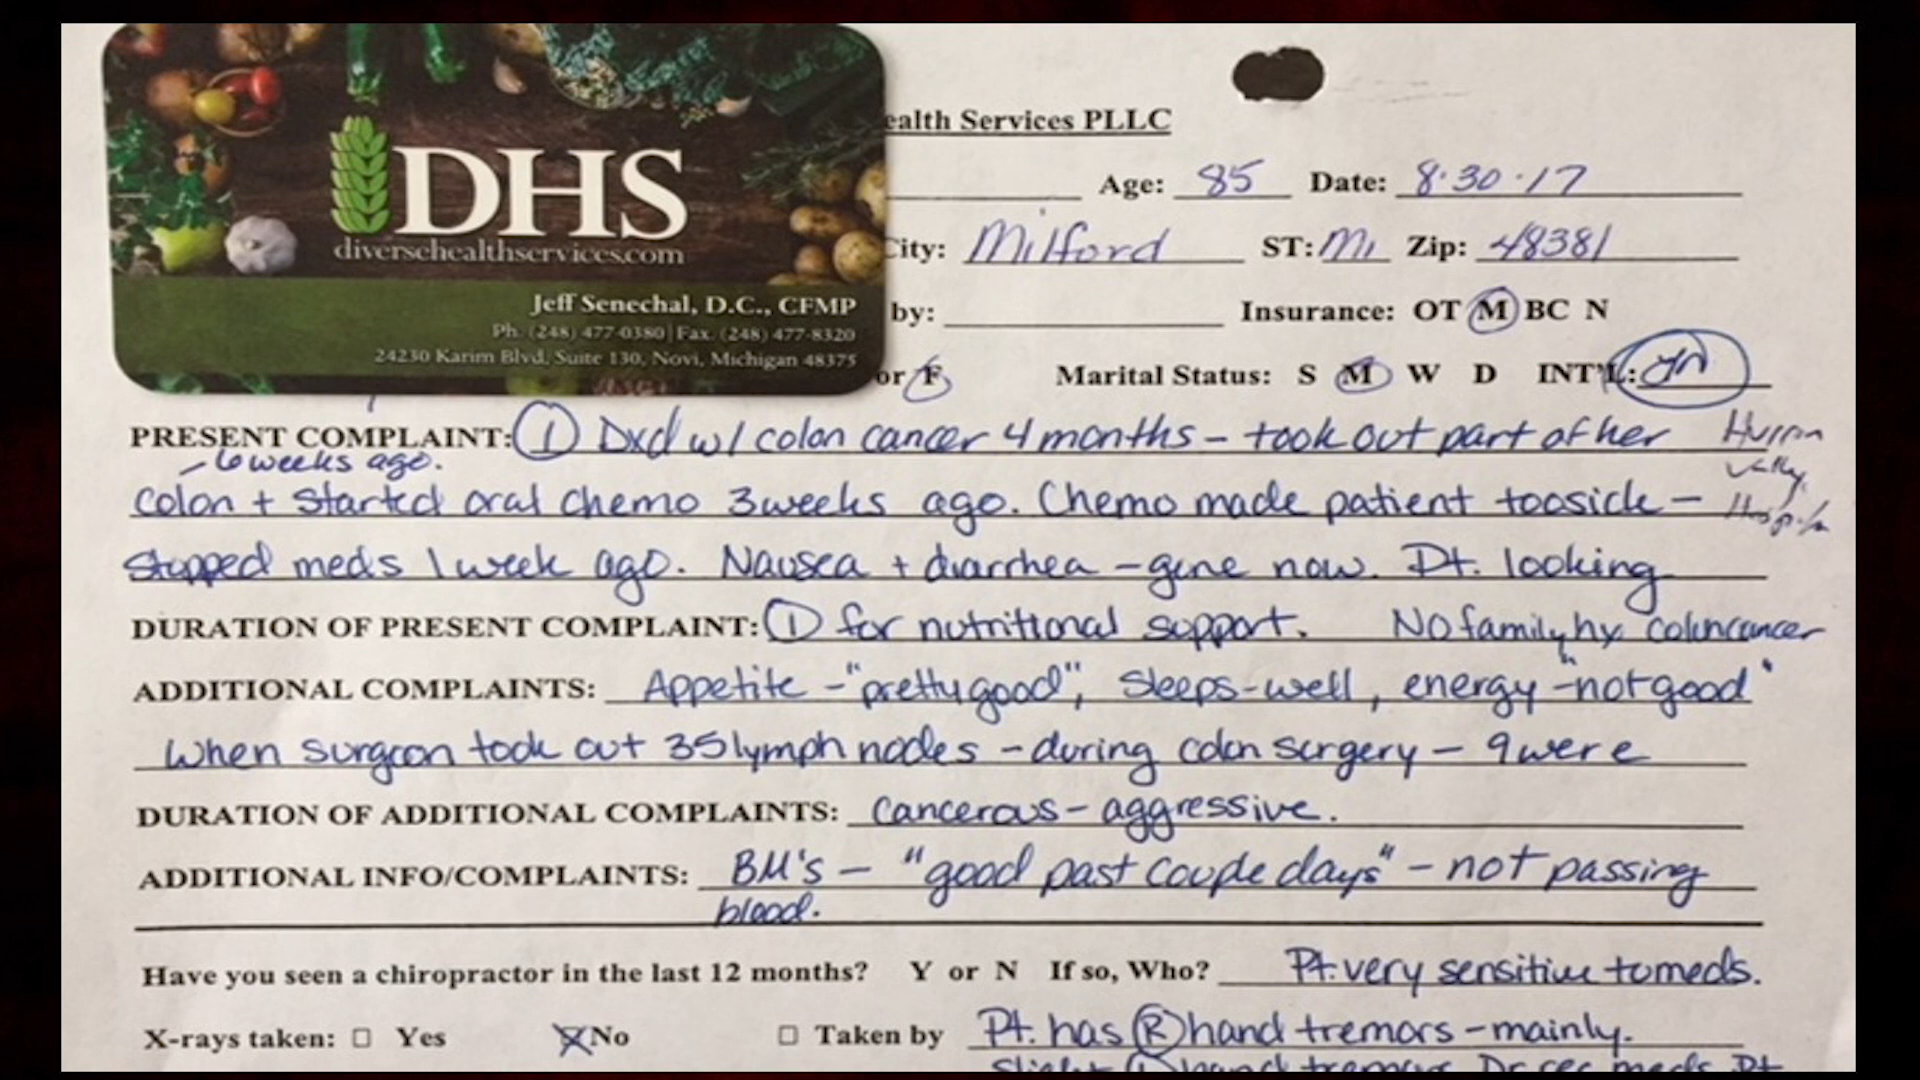 DHS
diversehealthservices.com
Jeff Senechal, D.C., CFMP
Ph. (248) 477-0380 | Fax. (248) 477-8320
24230 Karim Blvd, Suite 130, Novi, Michigan 48375
ealth Services PLLC
Age: 85 Date: 8·30·17
City: Milford ST: Mi Zip: 48381
by: Insurance: OT M BC N
or F Marital Status: S M W D INT'L:
PRESENT COMPLAINT: ① Dxd w/ colon cancer 4 months – took out part of her Huron
– 6 weeks ago. Valley
colon + started oral chemo 3 weeks ago. Chemo made patient too sick – Hospital
stopped meds 1 week ago. Nausea + diarrhea – gone now. Pt. looking
DURATION OF PRESENT COMPLAINT: ① for nutritional support. No family hx colon cancer
ADDITIONAL COMPLAINTS: Appetite – "pretty good", Sleeps – well, energy – "not good"
When surgeon took out 35 lymph nodes – during colon surgery – 9 were
DURATION OF ADDITIONAL COMPLAINTS: cancerous – aggressive.
ADDITIONAL INFO/COMPLAINTS: BM's – "good past couple days" – not passing
blood.
Have you seen a chiropractor in the last 12 months? Y or N If so, Who? Pt. very sensitive to meds.
X-rays taken: □ Yes ☒ No □ Taken by Pt. has Ⓡ hand tremors – mainly.
Slight Ⓛ hand tremors Dr rec meds Pt